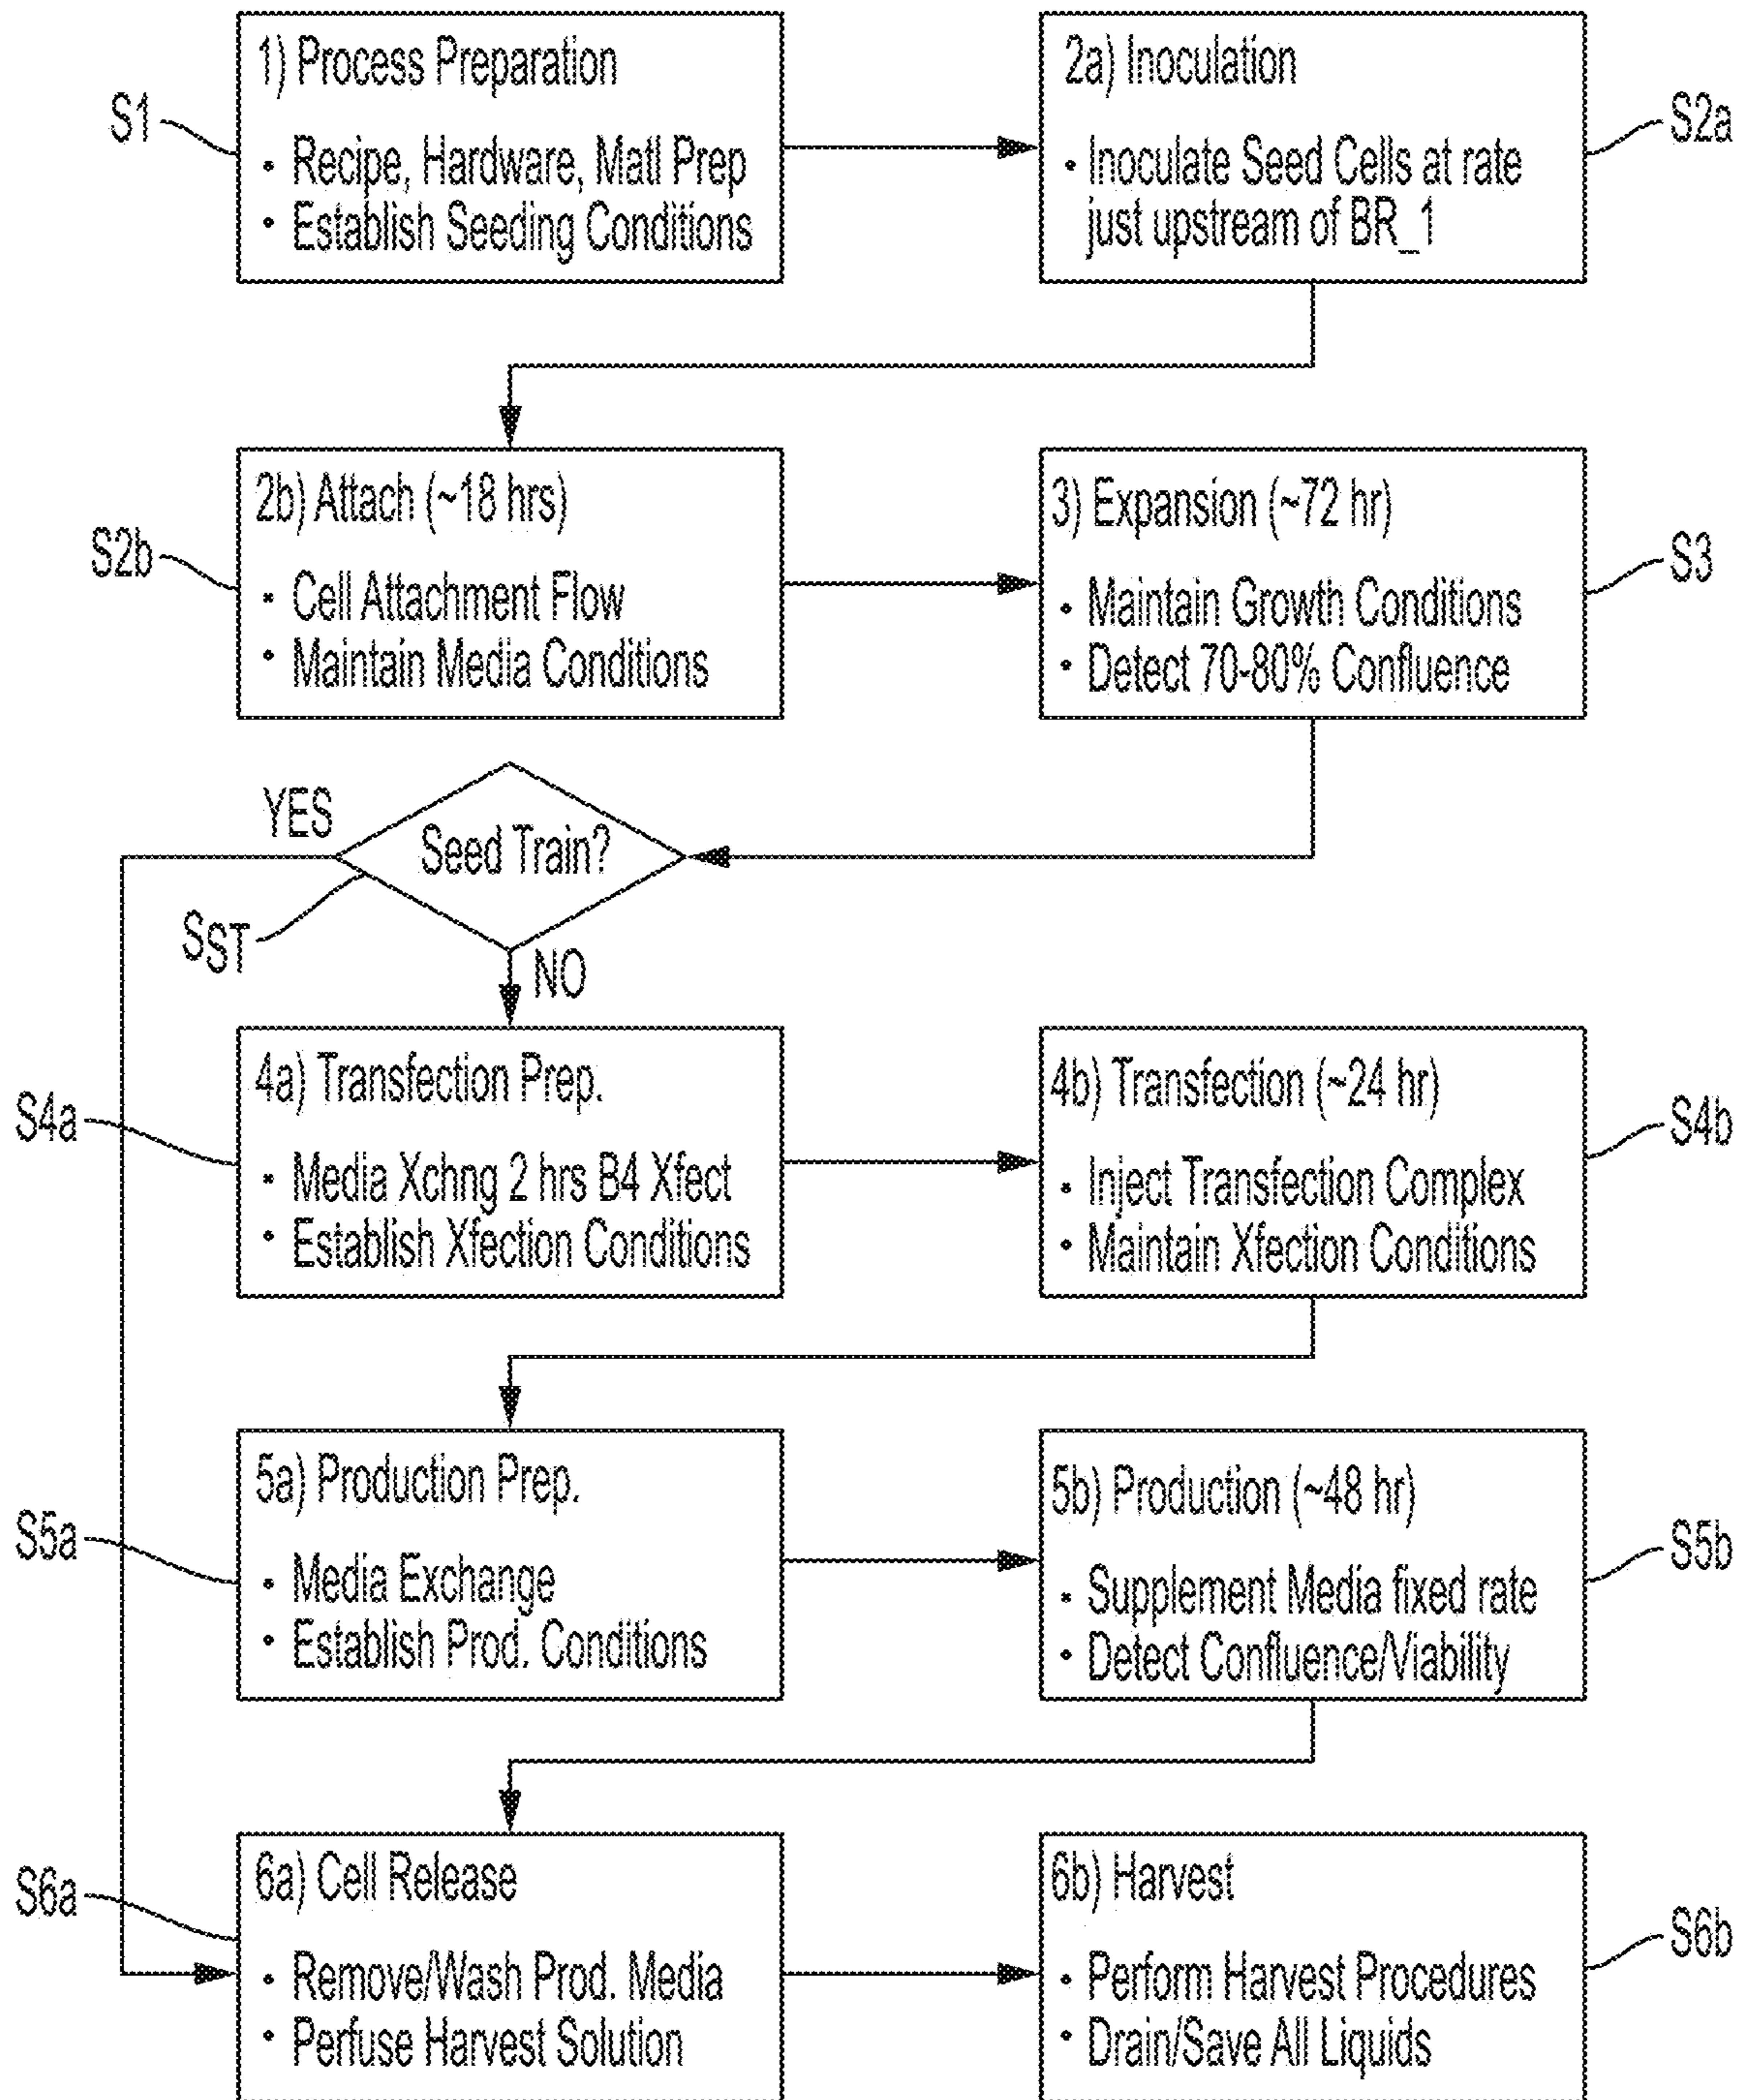 1) Process Preparation
• Recipe, Hardware, Matl Prep
• Establish Seeding Conditions
S1
2a) Inoculation
• Inoculate Seed Cells at rate
just upstream of BR_1
S2a
2b) Attach (~18 hrs)
• Cell Attachment Flow
• Maintain Media Conditions
S2b
3) Expansion (~72 hr)
• Maintain Growth Conditions
• Detect 70-80% Confluence
S3
YES
Seed Train?
SST
NO
4a) Transfection Prep.
• Media Xchng 2 hrs B4 Xfect
• Establish Xfection Conditions
S4a
4b) Transfection (~24 hr)
• Inject Transfection Complex
• Maintain Xfection Conditions
S4b
5a) Production Prep.
• Media Exchange
• Establish Prod. Conditions
S5a
5b) Production (~48 hr)
• Supplement Media fixed rate
• Detect Confluence/Viability
S5b
6a) Cell Release
• Remove/Wash Prod. Media
• Perfuse Harvest Solution
S6a
6b) Harvest
• Perform Harvest Procedures
• Drain/Save All Liquids
S6b